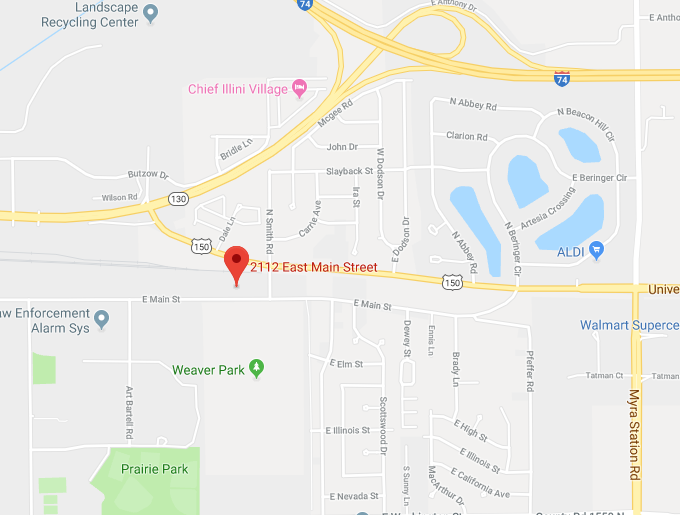 Landscape
Recycling Center
74
E Anthony Dr
E Antho
74
Chief Illini Village
Mcgee Rd
N Abbey Rd
N Beacon Hill Cir
Clarion Rd
John Dr
Bridle Ln
W Dodson Dr
Slayback St
Butzow Dr
E Beringer Cir
Ira St
Wilson Rd
130
Artesia Crossing
Dale Ln
N Smith Rd
Carrie Ave
E Dodson Dr
N Abbey Rd
N Beringer Cir
150
ALDI
2112 East Main Street
150
Unive
E Main St
E Main St
aw Enforcement
Alarm Sys
Walmart Superce
Dewey St
Ennis Ln
Brady Ln
Pfeffer Rd
E Elm St
Weaver Park
Tatman Ct
Tatman
Art Bartell Rd
Scottswood Dr
Myra Station Rd
E High St
E Illinois St
E Illinois St
Prairie Park
S Sunny Ln
MacArthur Dr
E California Ave
E Nevada St